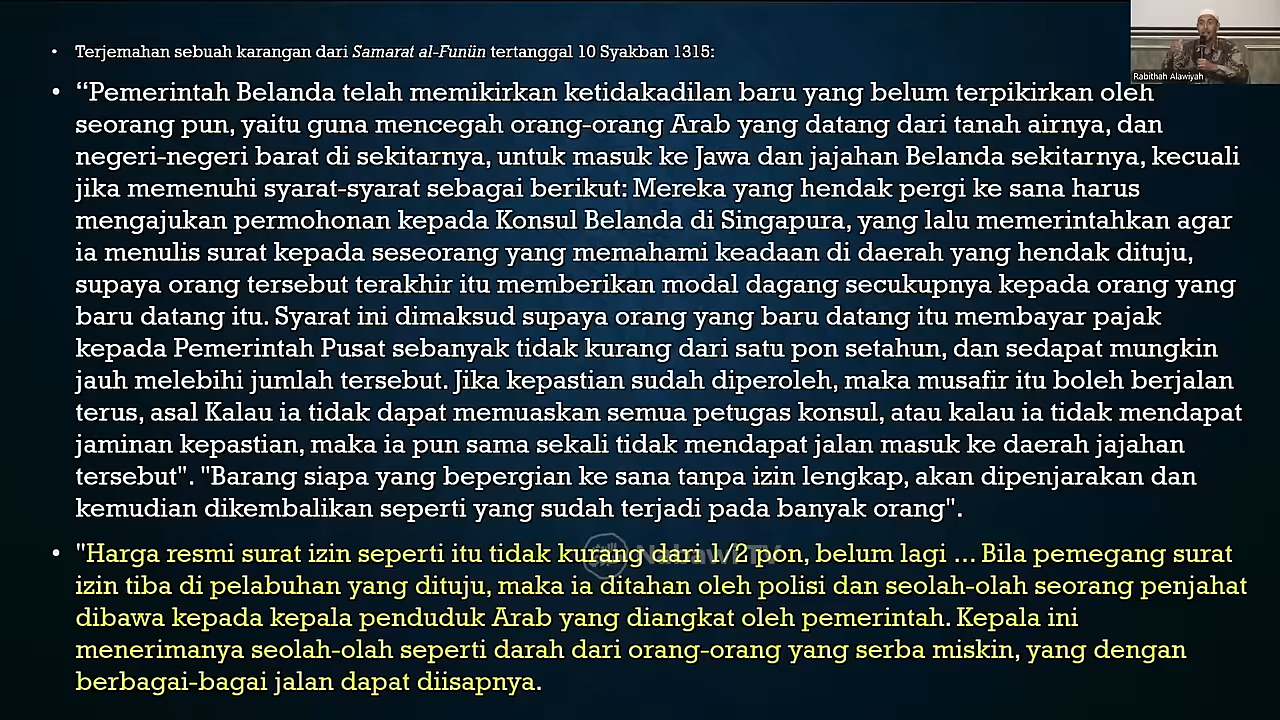 Rabithah Alawiyah
• Terjemahan sebuah karangan dari Samarat al-Funün tertanggal 10 Syakban 1315:
• “Pemerintah Belanda telah memikirkan ketidakadilan baru yang belum terpikirkan oleh
seorang pun, yaitu guna mencegah orang-orang Arab yang datang dari tanah airnya, dan
negeri-negeri barat di sekitarnya, untuk masuk ke Jawa dan jajahan Belanda sekitarnya, kecuali
jika memenuhi syarat-syarat sebagai berikut: Mereka yang hendak pergi ke sana harus
mengajukan permohonan kepada Konsul Belanda di Singapura, yang lalu memerintahkan agar
ia menulis surat kepada seseorang yang memahami keadaan di daerah yang hendak dituju,
supaya orang tersebut terakhir itu memberikan modal dagang secukupnya kepada orang yang
baru datang itu. Syarat ini dimaksud supaya orang yang baru datang itu membayar pajak
kepada Pemerintah Pusat sebanyak tidak kurang dari satu pon setahun, dan sedapat mungkin
jauh melebihi jumlah tersebut. Jika kepastian sudah diperoleh, maka musafir itu boleh berjalan
terus, asal Kalau ia tidak dapat memuaskan semua petugas konsul, atau kalau ia tidak mendapat
jaminan kepastian, maka ia pun sama sekali tidak mendapat jalan masuk ke daerah jajahan
tersebut". "Barang siapa yang bepergian ke sana tanpa izin lengkap, akan dipenjarakan dan
kemudian dikembalikan seperti yang sudah terjadi pada banyak orang".
• "Harga resmi surat izin seperti itu tidak kurang dari 1/2 pon, belum lagi ... Bila pemegang surat
izin tiba di pelabuhan yang dituju, maka ia ditahan oleh polisi dan seolah-olah seorang penjahat
dibawa kepada kepala penduduk Arab yang diangkat oleh pemerintah. Kepala ini
menerimanya seolah-olah seperti darah dari orang-orang yang serba miskin, yang dengan
berbagai-bagai jalan dapat diisapnya.
Nabawi TV